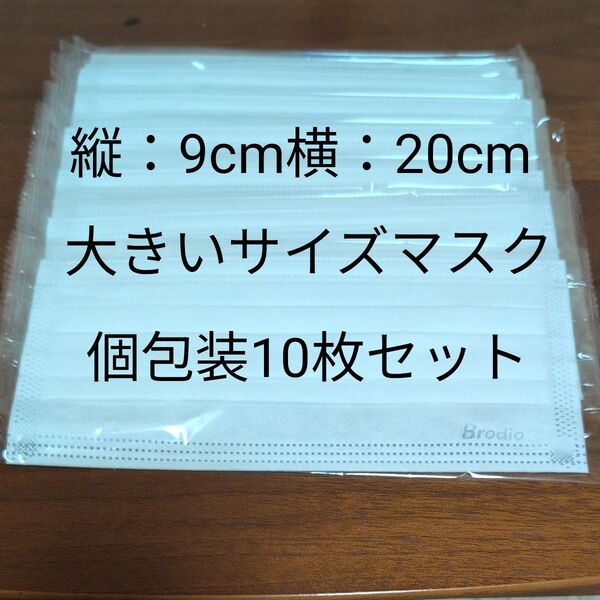 縦：9cm横：20cm
大きいサイズマスク
個包装10枚セット
Brodio